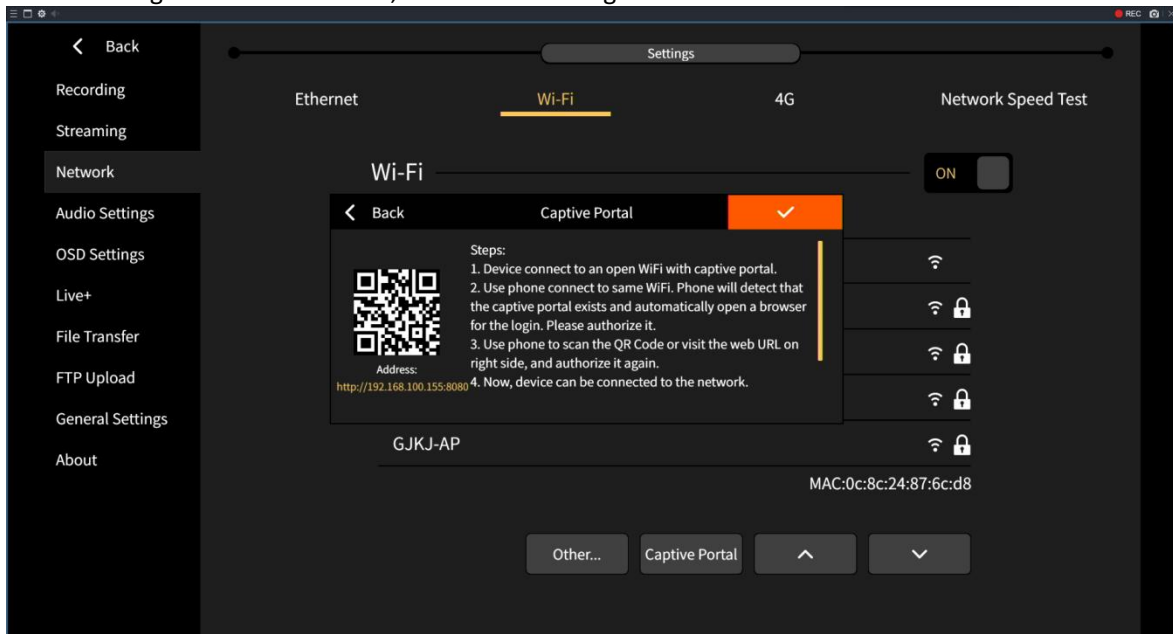 REC
Back
Settings
Recording
Streaming
Network
Audio Settings
OSD Settings
Live+
File Transfer
FTP Upload
General Settings
About
Ethernet
Wi-Fi
4G
Network Speed Test
Wi-Fi
ON
Back
Captive Portal
Steps:
1. Device connect to an open WiFi with captive portal.
2. Use phone connect to same WiFi. Phone will detect that
the captive portal exists and automatically open a browser
for the login. Please authorize it.
3. Use phone to scan the QR Code or visit the web URL on
right side, and authorize it again.
4. Now, device can be connected to the network.
Address:
http://192.168.100.155:8080
GJKJ-AP
MAC:0c:8c:24:87:6c:d8
Other...
Captive Portal